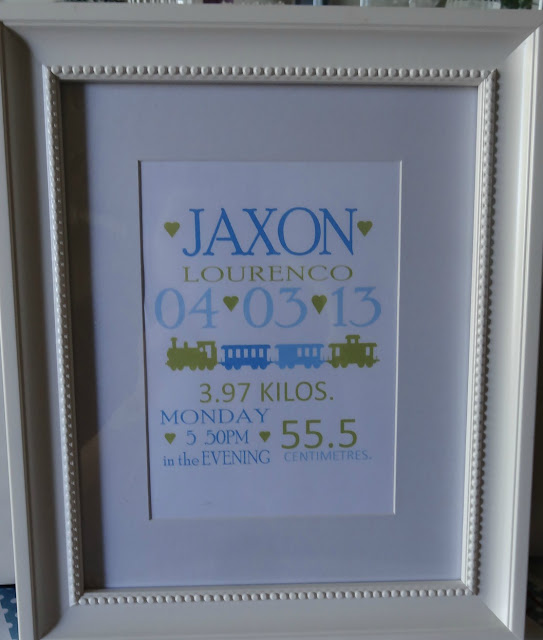 JAXON
LOURENCO
04 03 13
3.97 KILOS.
MONDAY
5 50PM
in the EVENING
55.5
CENTIMETRES.